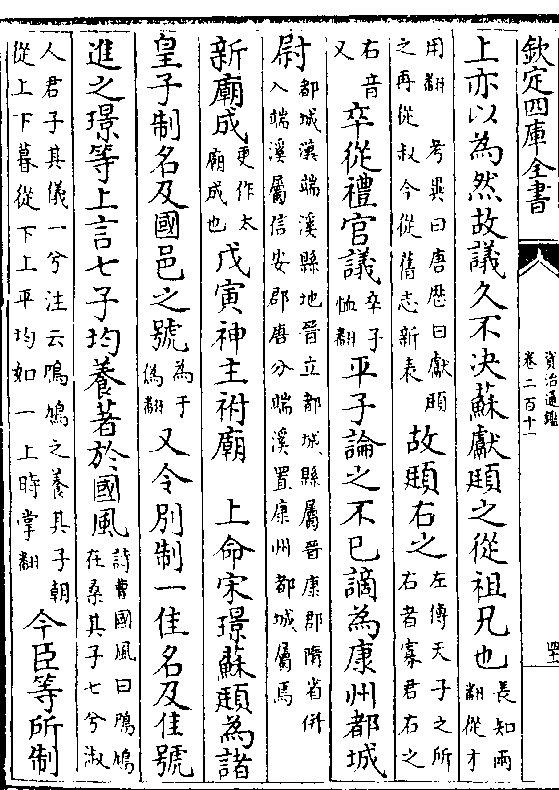 欽定四庫全書
資治通鑑
卷二百十一
上亦以為然故議久不決蘇獻頲之從祖兄也長知兩翻從才
用翻 考異曰唐歴曰獻頲之再從叔今從舊志新表故頲右之左傳天子之所右者寡君右之
右音又卒從禮官議卒子恤翻平子論之不已謫為康州都城
尉都城漢端溪縣地晉立都城縣屬晉康郡隋省併入端溪屬信安郡唐分端溪置康州都城屬焉
新廟成更作太廟成也戊寅神主祔廟 上命宋璟蘇頲為諸
皇子制名及國邑之號為于偽翻又令别制一佳名及佳號
進之璟等上言七子均養著於國風詩曹國風曰鳲鳩在桑其子七兮淑
人君子其儀一兮注云鳲鳩之養其子朝從上下暮從下上平均如一上時掌翻今臣等所制